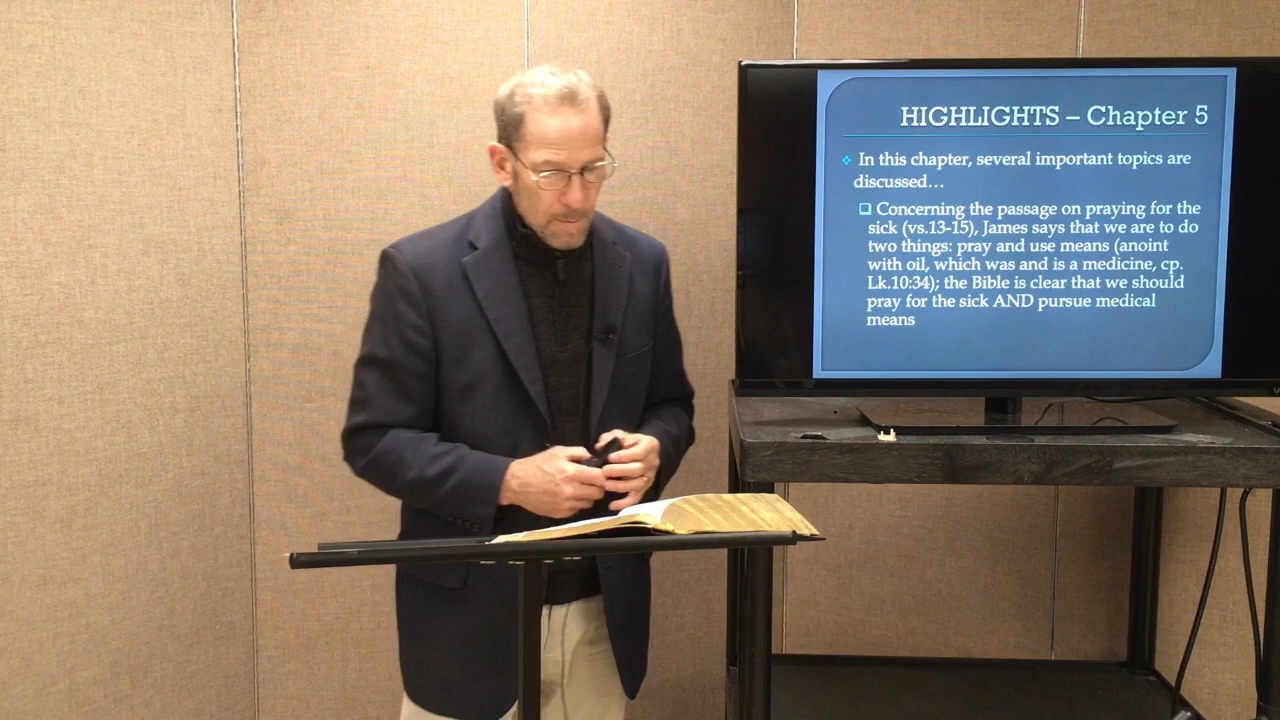 HIGHLIGHTS – Chapter 5
In this chapter, several important topics are
discussed…
Concerning the passage on praying for the
sick (vs.13-15), James says that we are to do
two things: pray and use means (anoint
with oil, which was and is a medicine, cp.
Lk.10:34); the Bible is clear that we should
pray for the sick AND pursue medical
means